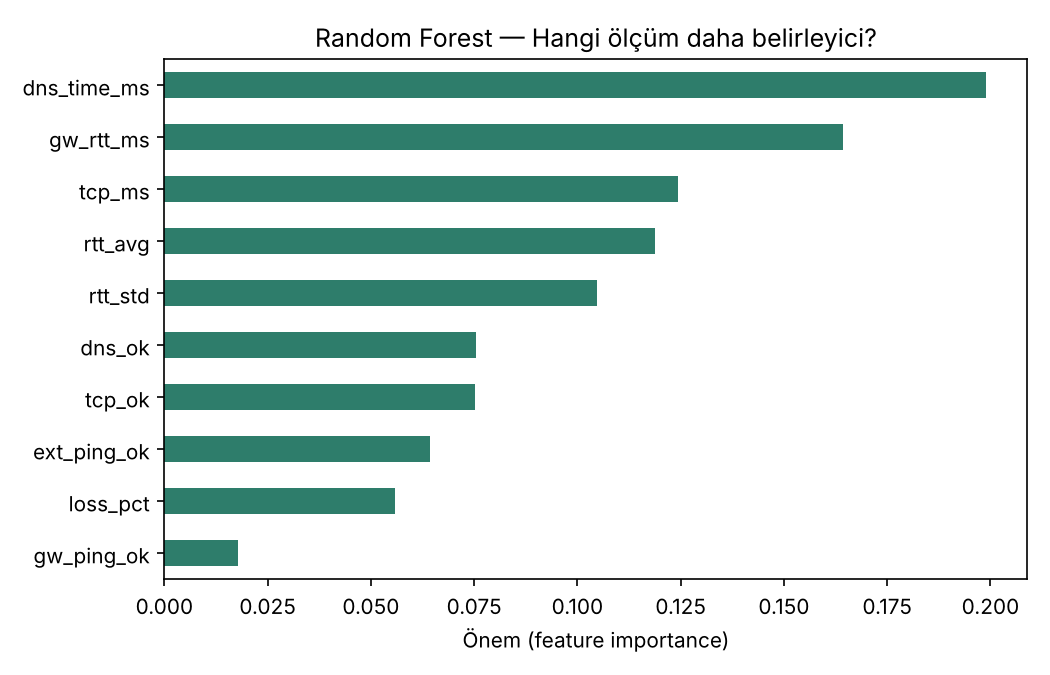 Random Forest — Hangi ölçüm daha belirleyici?
dns_time_ms
gw_rtt_ms
tcp_ms
rtt_avg
rtt_std
dns_ok
tcp_ok
ext_ping_ok
loss_pct
gw_ping_ok
0.000 0.025 0.050 0.075 0.100 0.125 0.150 0.175 0.200
Önem (feature importance)